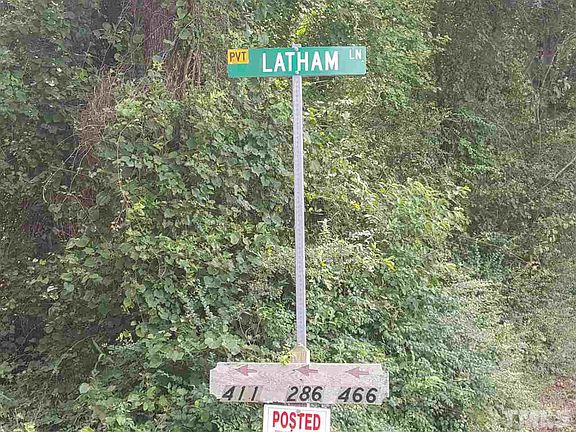 PVT LATHAM LN
411 286 466
POSTED